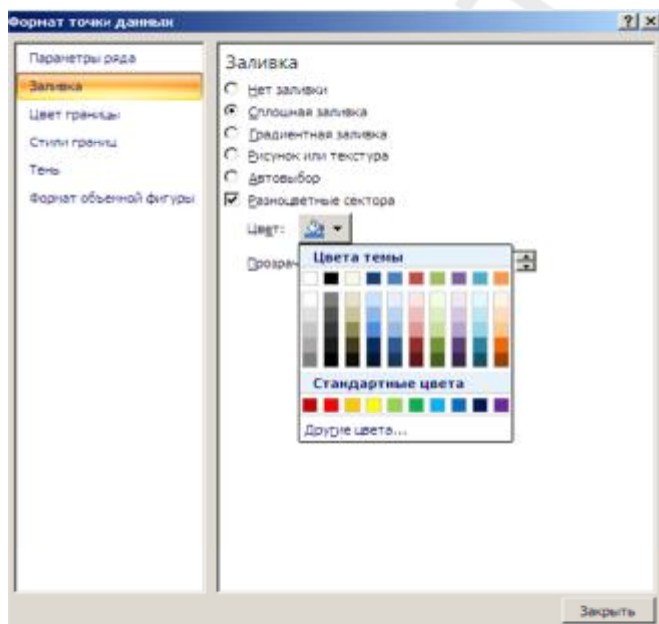 Формат точки данных
Параметры ряда
Заливка
Цвет границы
Стили границ
Тень
Формат объемной фигуры
Заливка
Нет заливки
Сплошная заливка
Градиентная заливка
Рисунок или текстура
Автовыбор
Разноцветные сектора
Цвет:
Прозрач
Цвета темы
Стандартные цвета
Другие цвета...
Закрыть